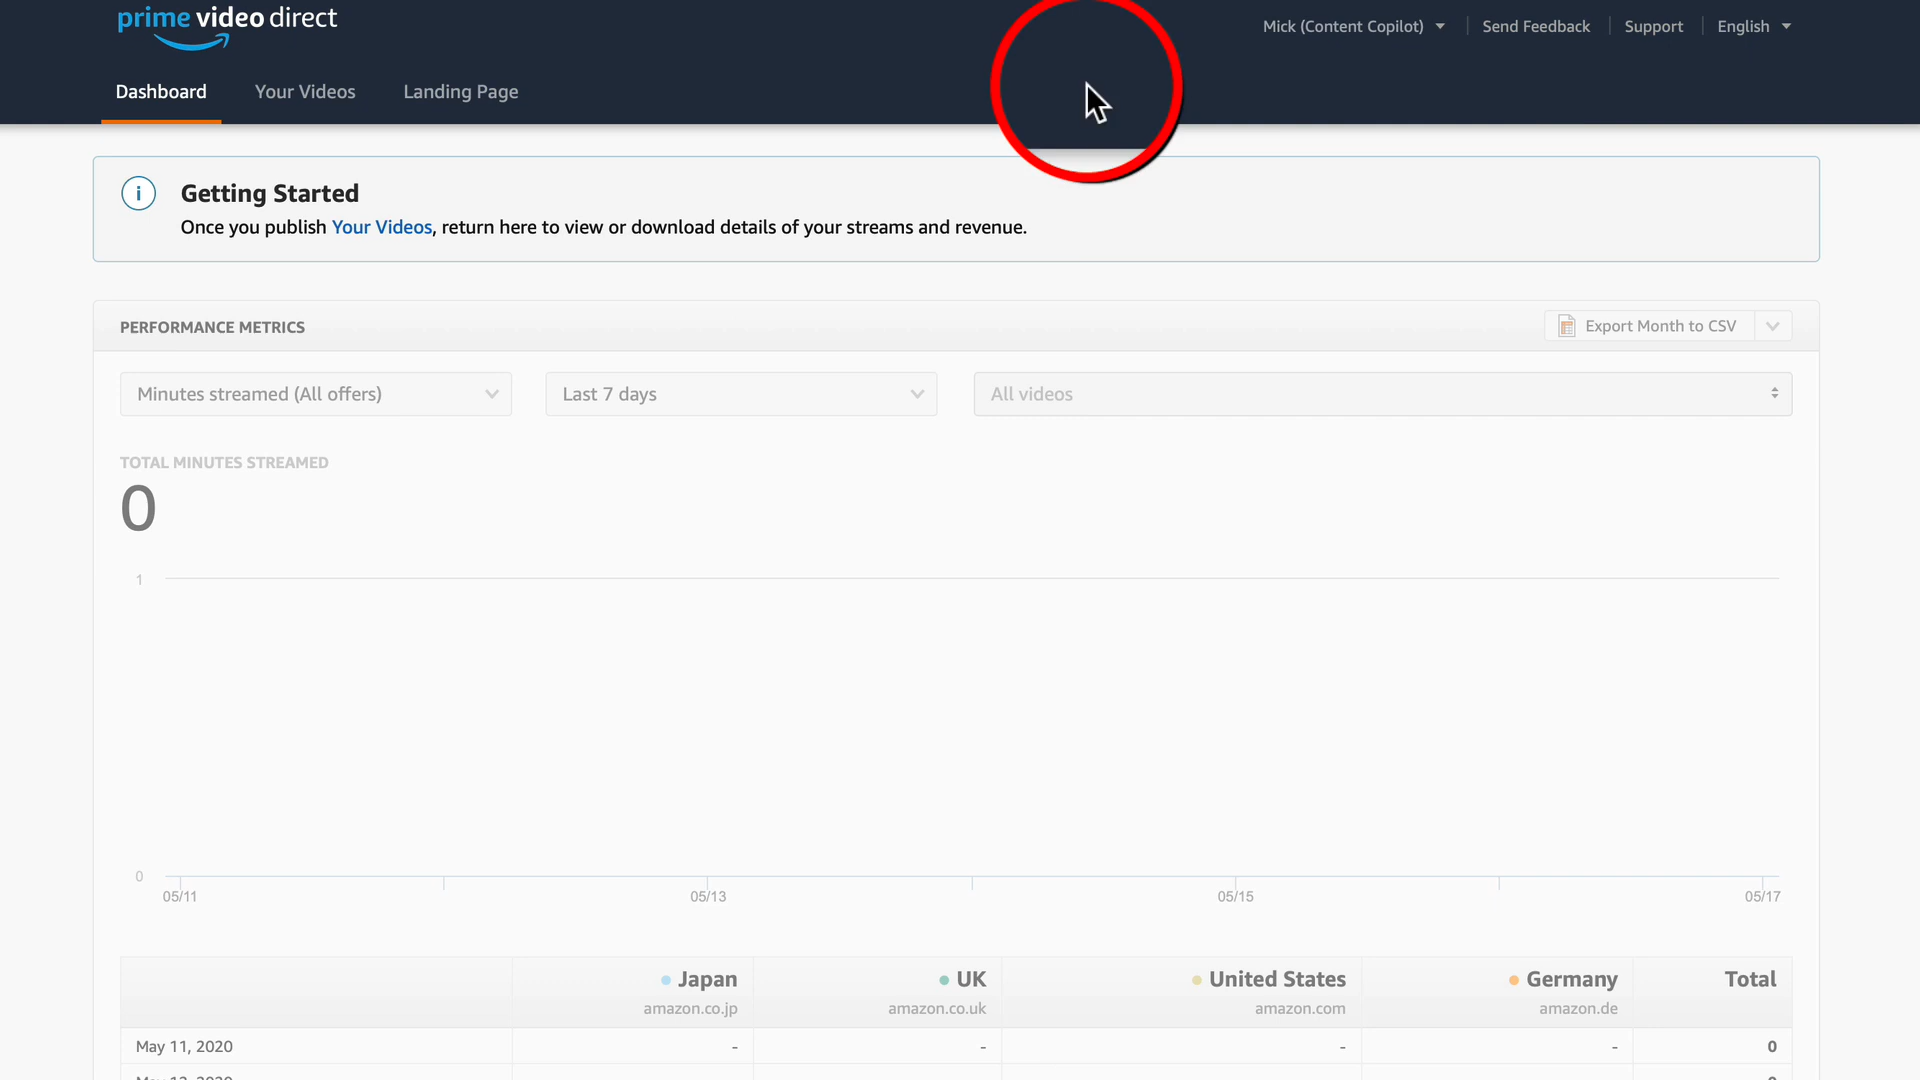 prime video direct
Mick (Content Copilot)
Send Feedback
Support
English
Dashboard
Your Videos
Landing Page
i
Getting Started
Once you publish Your Videos, return here to view or download details of your streams and revenue.
PERFORMANCE METRICS
Export Month to CSV
Minutes streamed (All offers)
Last 7 days
All videos
TOTAL MINUTES STREAMED
0
1
0
05/11
05/13
05/15
05/17
Japan
UK
United States
Germany
Total
amazon.co.jp
amazon.co.uk
amazon.com
amazon.de
May 11, 2020 - - - - 0